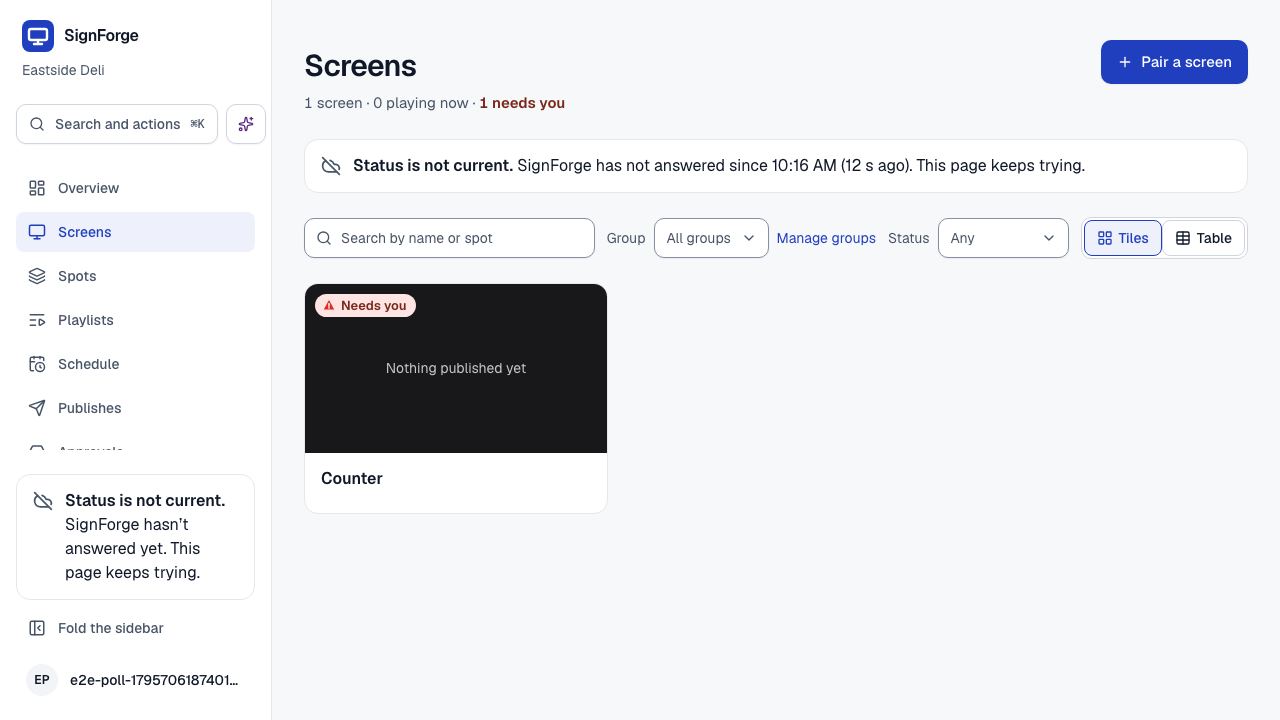 SignForge
Eastside Deli
Search and actions ⌘K
Overview
Screens
Spots
Playlists
Schedule
Publishes
Approvals
Status is not current.
SignForge hasn't
answered yet. This
page keeps trying.
Fold the sidebar
EP e2e-poll-1795706187401…
Screens
Pair a screen
1 screen · 0 playing now · 1 needs you
Status is not current. SignForge has not answered since 10:16 AM (12 s ago). This page keeps trying.
Search by name or spot Group All groups Manage groups Status Any Tiles Table
Needs you
Nothing published yet
Counter